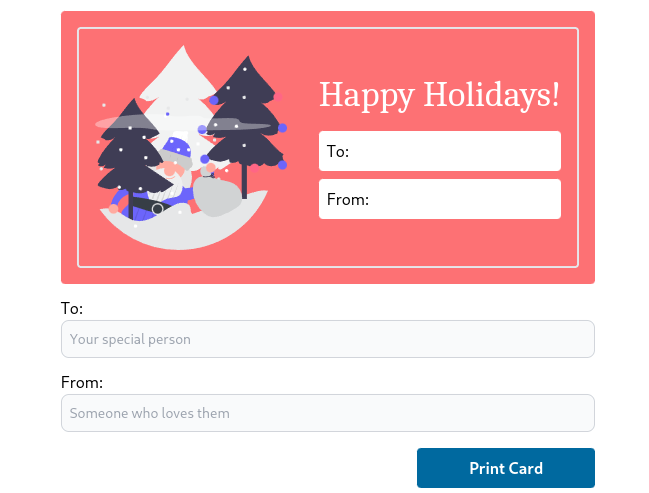 Happy Holidays!
To:
From:
To:
Your special person
From:
Someone who loves them
Print Card